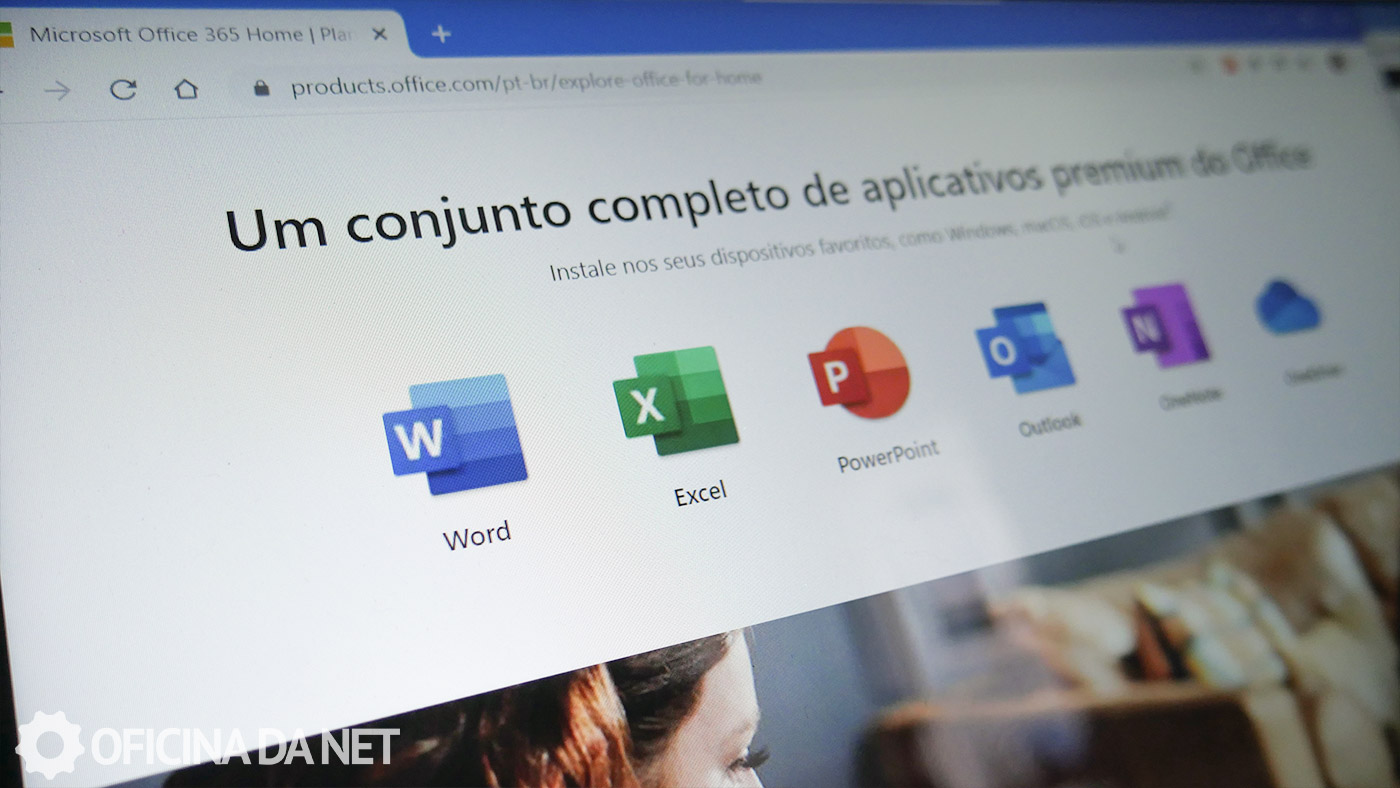 Microsoft Office 365 Home | Plan
products.office.com/pt-br/explore-office-for-home
Um conjunto completo de aplicativos premium do Office
Instale nos seus dispositivos favoritos, como Windows, macOS, iOS e
W
X
P
O
N
Word
Excel
PowerPoint
Outlook
OneNote
OneDrive
OFICINA DA NET